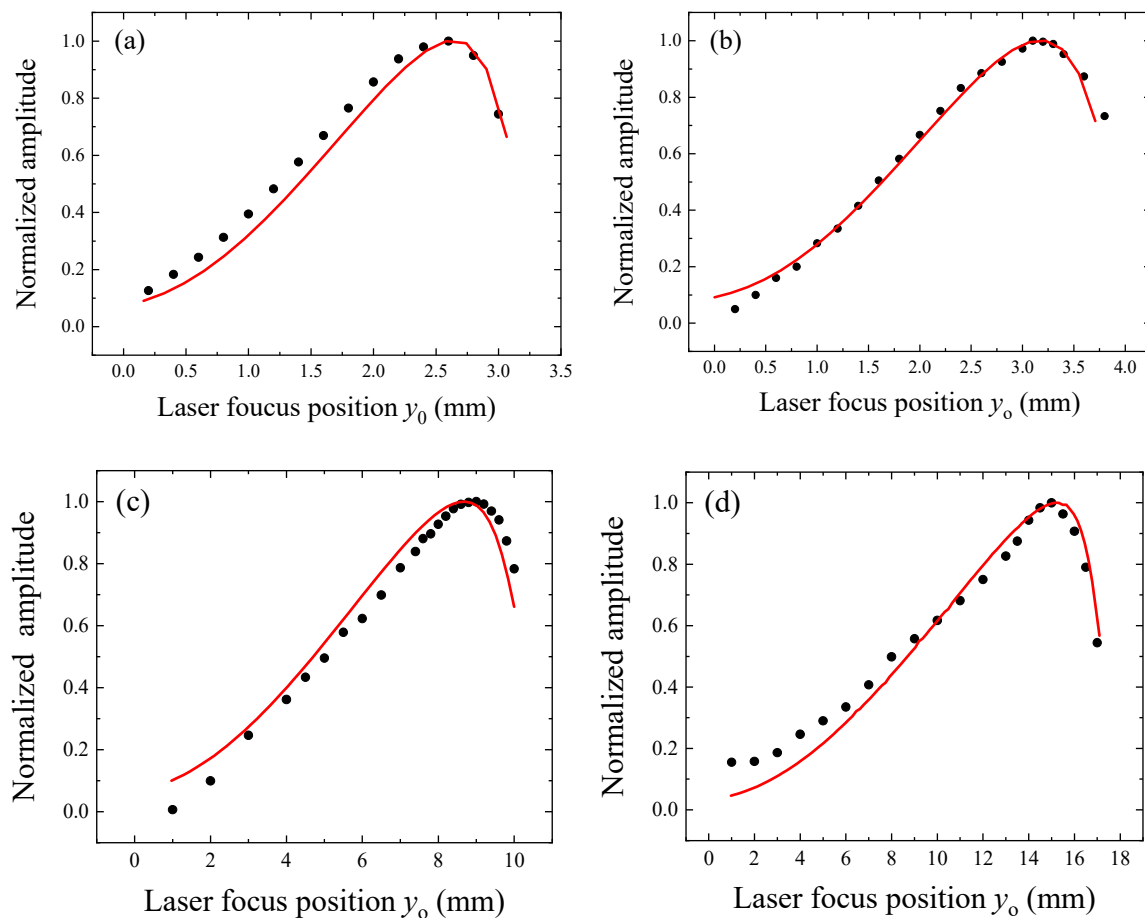 (a)
Normalized amplitude
1.0
0.8
0.6
0.4
0.2
0.0
0.0 0.5 1.0 1.5 2.0 2.5 3.0 3.5
Laser foucus position y0 (mm)
(b)
Normalized amplitude
1.0
0.8
0.6
0.4
0.2
0.0
0.0 0.5 1.0 1.5 2.0 2.5 3.0 3.5 4.0
Laser focus position yo (mm)
(c)
Normalized amplitude
1.0
0.8
0.6
0.4
0.2
0.0
0 2 4 6 8 10
Laser focus position yo (mm)
(d)
Normalized amplitude
1.0
0.8
0.6
0.4
0.2
0.0
0 2 4 6 8 10 12 14 16 18
Laser focus position yo (mm)